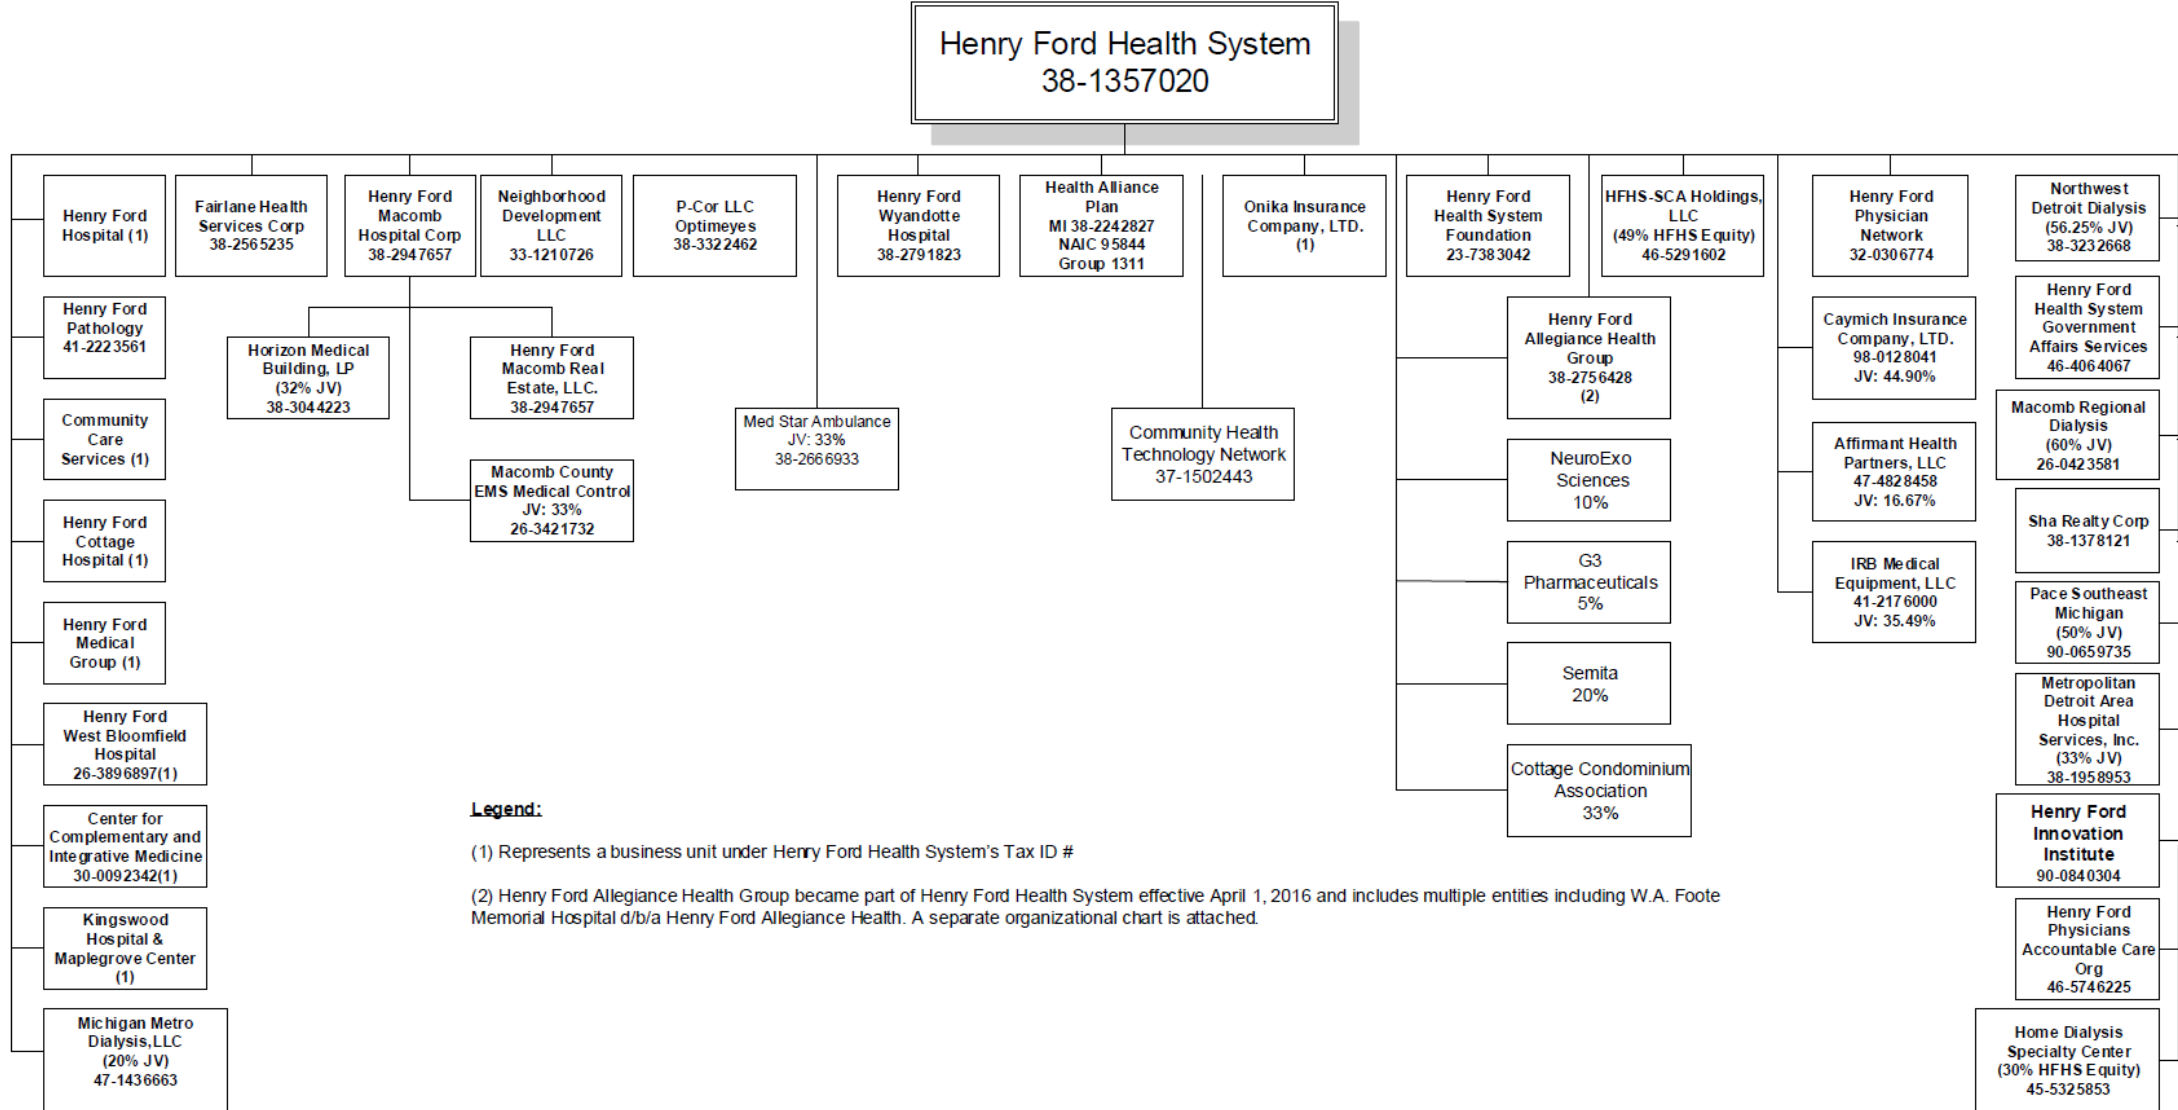 Henry Ford Health System
38-1357020
Henry Ford
Hospital (1)
Fairlane Health
Services Corp
38-2565235
Henry Ford
Macomb
Hospital Corp
38-2947657
Neighborhood
Development
LLC
33-1210726
P-Cor LLC
Optimeyes
38-3322462
Henry Ford
Wyandotte
Hospital
38-2791823
Health Alliance
Plan
MI 38-2242827
NAIC 95844
Group 1311
Onika Insurance
Company, LTD.
(1)
Henry Ford
Health System
Foundation
23-7383042
HFHS-SCA Holdings,
LLC
(49% HFHS Equity)
46-5291602
Henry Ford
Physician
Network
32-0306774
Northwest
Detroit Dialysis
(56.25% JV)
38-3232668
Henry Ford
Pathology
41-2223561
Horizon Medical
Building, LP
(32% JV)
38-3044223
Henry Ford
Macomb Real
Estate, LLC.
38-2947657
Macomb County
EMS Medical Control
JV: 33%
26-3421732
Med Star Ambulance
JV: 33%
38-2666933
Community Health
Technology Network
37-1502443
Henry Ford
Allegiance Health
Group
38-2756428
(2)
NeuroExo
Sciences
10%
G3
Pharmaceuticals
5%
Semita
20%
Cottage Condominium
Association
33%
Caymich Insurance
Company, LTD.
98-0128041
JV: 44.90%
Affirmant Health
Partners, LLC
47-4828458
JV: 16.67%
IRB Medical
Equipment, LLC
41-2176000
JV: 35.49%
Henry Ford
Health System
Government
Affairs Services
46-4064067
Macomb Regional
Dialysis
(60% JV)
26-0423581
Sha Realty Corp
38-1378121
Pace Southeast
Michigan
(50% JV)
90-0659735
Metropolitan
Detroit Area
Hospital
Services, Inc.
(33% JV)
38-1958953
Henry Ford
Innovation
Institute
90-0840304
Henry Ford
Physicians
Accountable Care
Org
46-5746225
Home Dialysis
Specialty Center
(30% HFHS Equity)
45-5325853
Community
Care
Services (1)
Henry Ford
Cottage
Hospital (1)
Henry Ford
Medical
Group (1)
Henry Ford
West Bloomfield
Hospital
26-3896897(1)
Center for
Complementary and
Integrative Medicine
30-0092342(1)
Kingswood
Hospital &
Maplegrove Center
(1)
Michigan Metro
Dialysis,LLC
(20% JV)
47-1436663
Legend:
(1) Represents a business unit under Henry Ford Health System's Tax ID #
(2) Henry Ford Allegiance Health Group became part of Henry Ford Health System effective April 1, 2016 and includes multiple entities including W.A. Foote
Memorial Hospital d/b/a Henry Ford Allegiance Health. A separate organizational chart is attached.